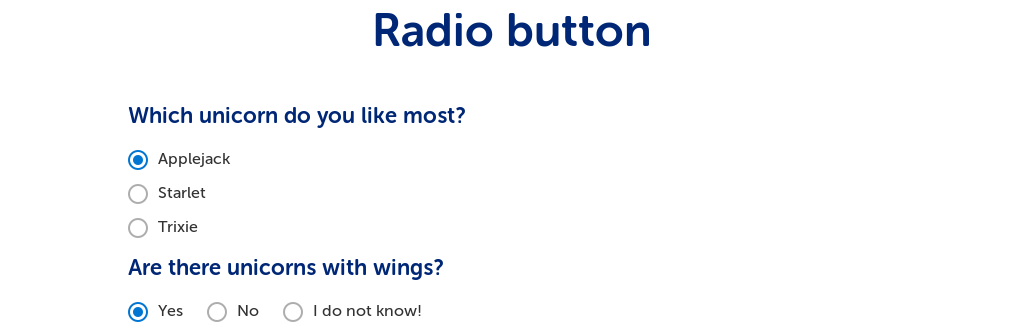 Radio button
Which unicorn do you like most?
Applejack
Starlet
Trixie
Are there unicorns with wings?
Yes No I do not know!